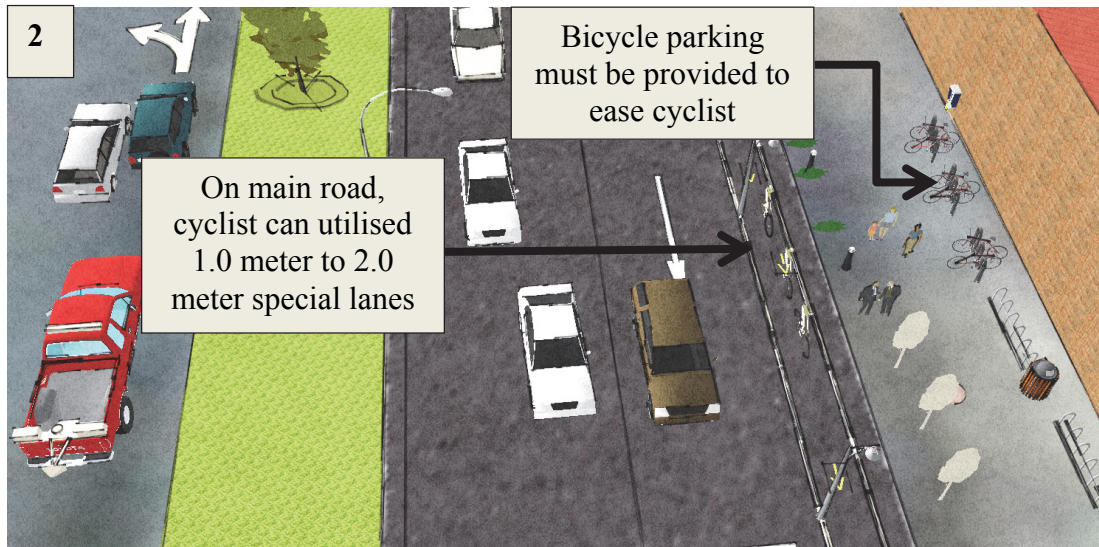 2
Bicycle parking
must be provided to
ease cyclist
On main road,
cyclist can utilised
1.0 meter to 2.0
meter special lanes